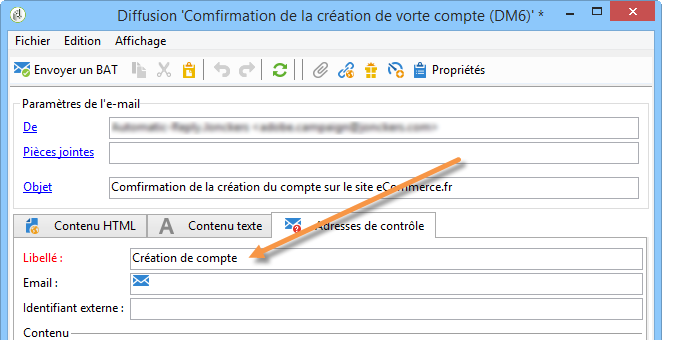 Diffusion 'Comfirmation de la création de vorte compte (DM6)' *
Fichier Edition Affichage
Envoyer un BAT Propriétés
Paramètres de l'e-mail
De
Pièces jointes
Objet Comfirmation de la création du compte sur le site eCommerce.fr
Contenu HTML Contenu texte Adresses de contrôle
Libellé : Création de compte
Email :
Identifiant externe :
Contenu